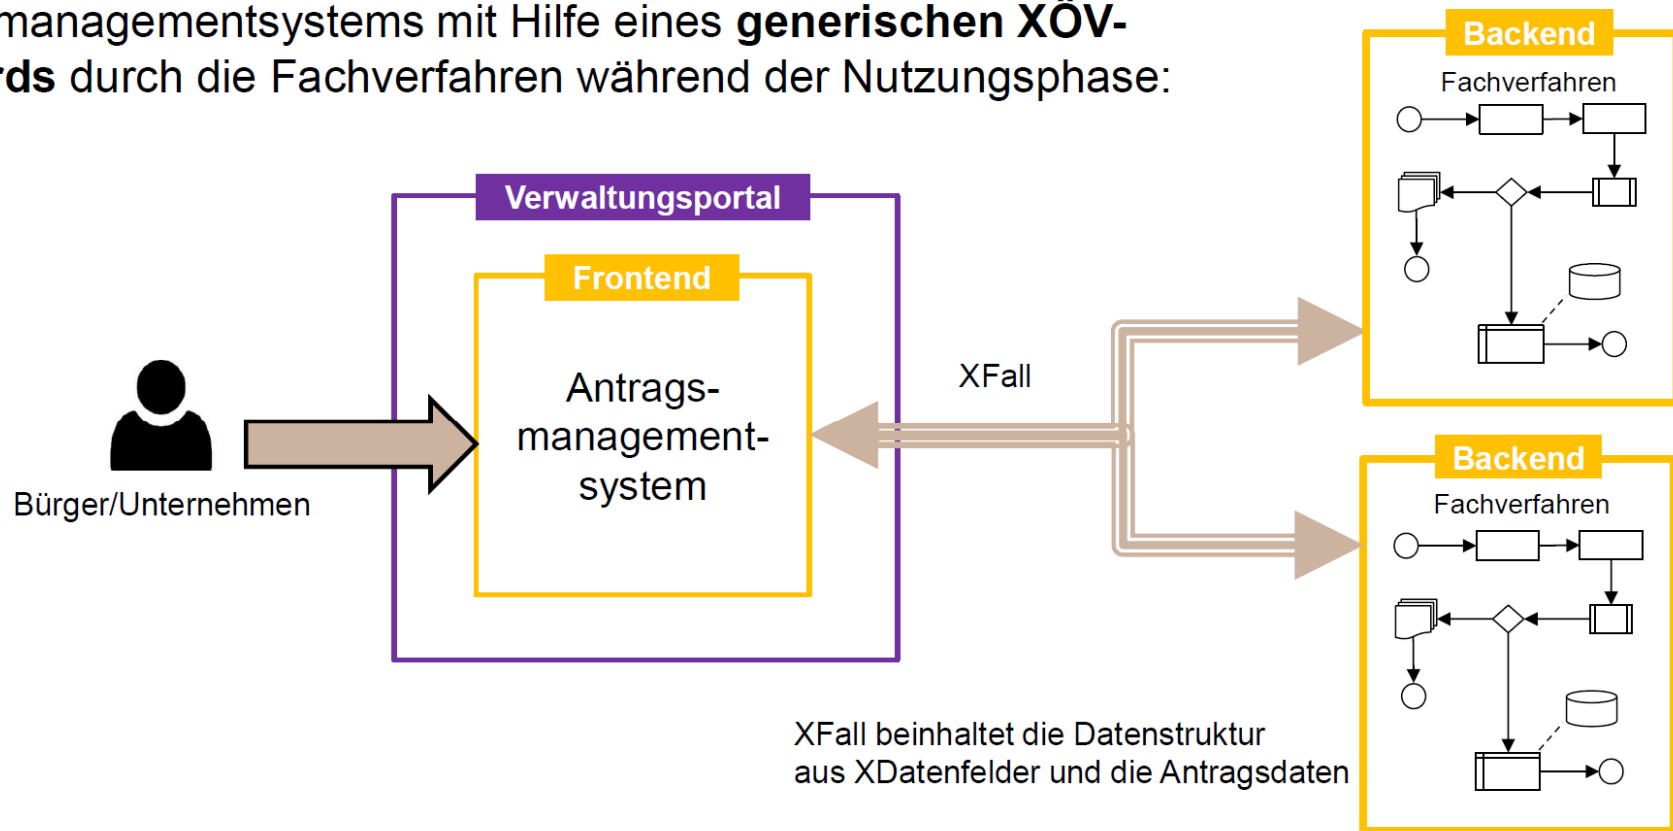 managementsystems mit Hilfe eines generischen XÖV-
rds durch die Fachverfahren während der Nutzungsphase:
Verwaltungsportal
Frontend
Antrags-
management-
system
Bürger/Unternehmen
XFall
Backend
Fachverfahren
Backend
Fachverfahren
XFall beinhaltet die Datenstruktur
aus XDatenfelder und die Antragsdaten